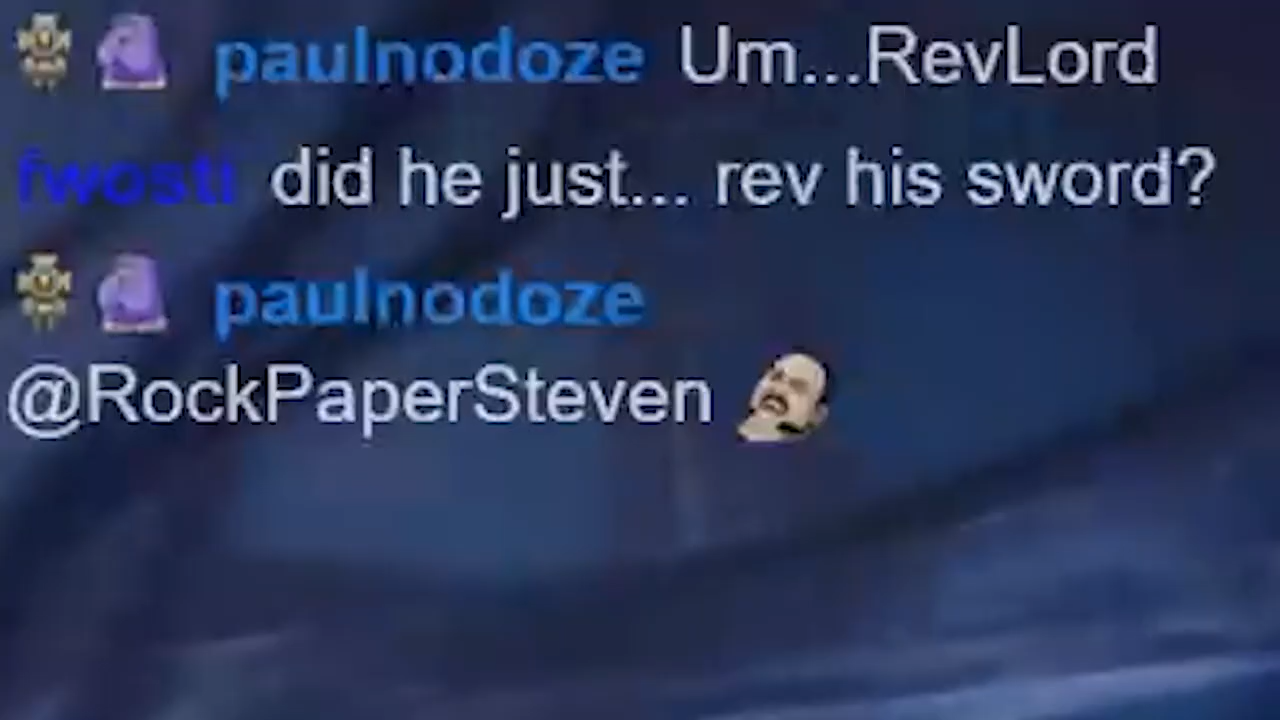 paulnodoze Um...RevLord
fwosti did he just... rev his sword?
paulnodoze
@RockPaperSteven